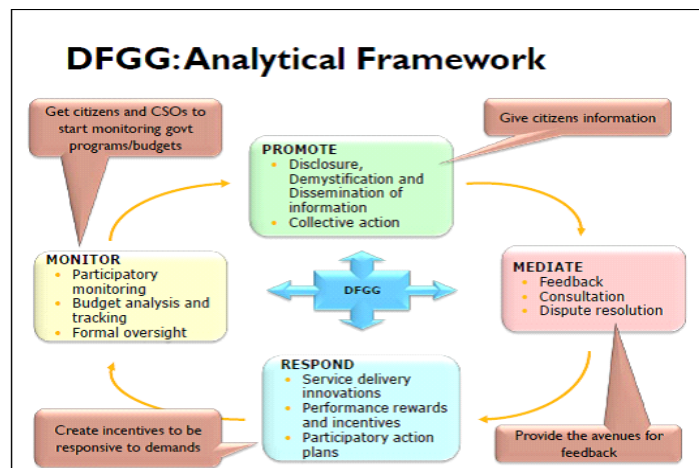 DFGG: Analytical Framework
Get citizens and CSOs to
start monitoring govt
programs/budgets
Give citizens information
PROMOTE
• Disclosure,
Demystification and
Dissemination of
information
• Collective action
MONITOR
• Participatory
monitoring
• Budget analysis and
tracking
• Formal oversight
DFGG
MEDIATE
• Feedback
• Consultation
• Dispute resolution
RESPOND
• Service delivery
innovations
• Performance rewards
and incentives
• Participatory action
plans
Create incentives to be
responsive to demands
Provide the avenues for
feedback